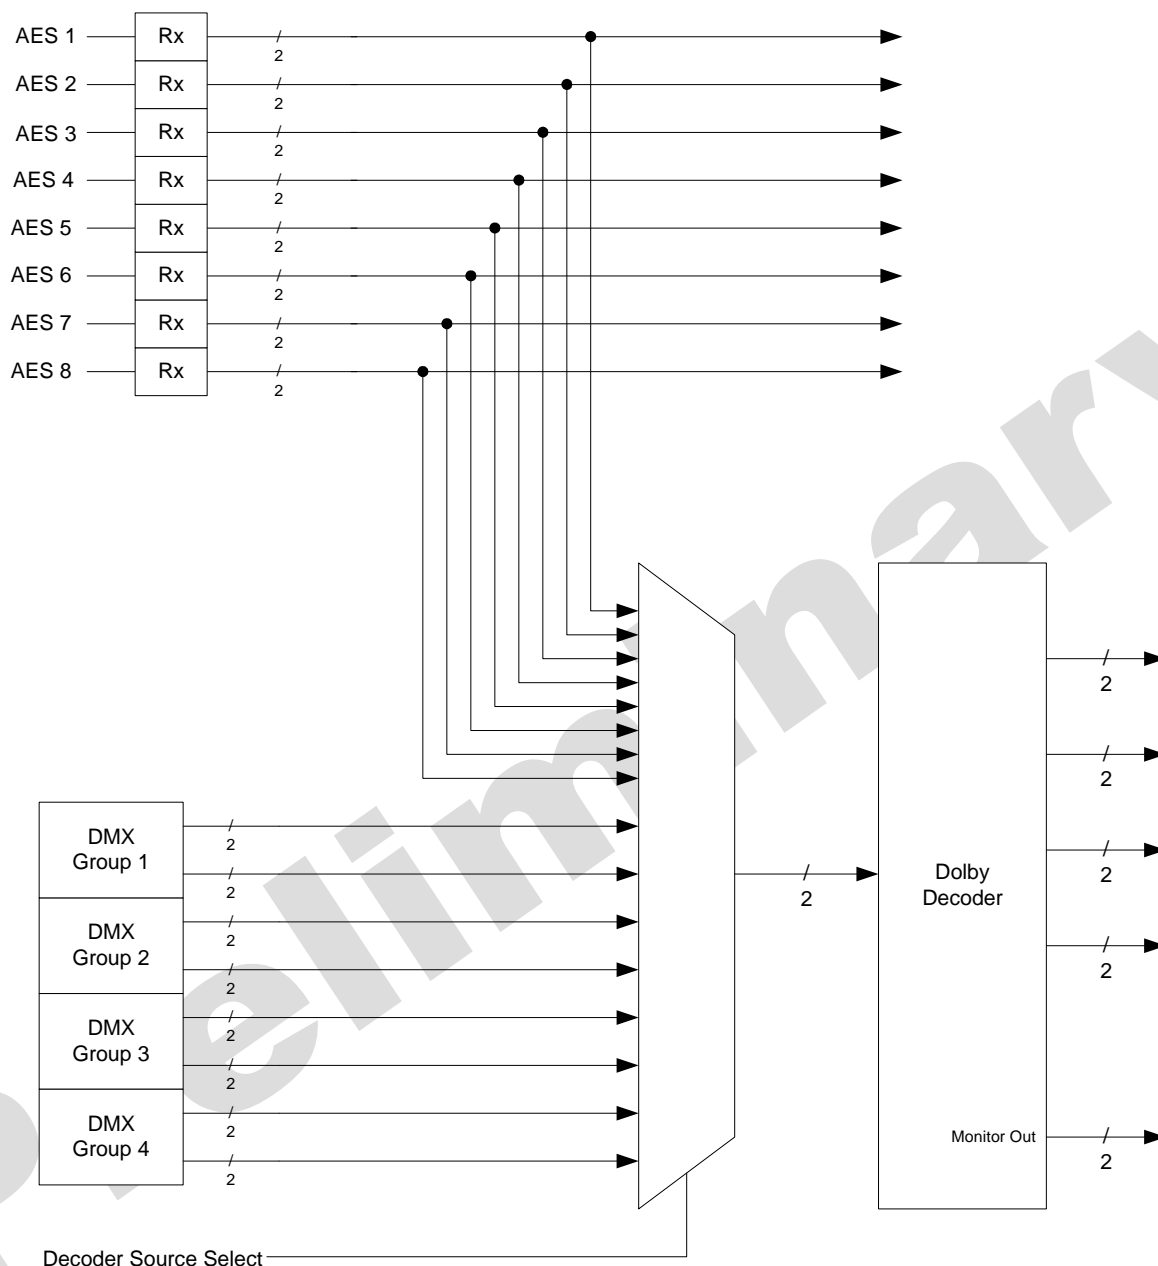 AES 1
Rx
2
AES 2
Rx
2
AES 3
Rx
2
AES 4
Rx
2
AES 5
Rx
2
AES 6
Rx
2
AES 7
Rx
2
AES 8
Rx
2
Preliminary
DMX
Group 1
2
2
DMX
Group 2
2
2
DMX
Group 3
2
2
DMX
Group 4
2
2
2
Dolby
Decoder
2
2
2
2
Monitor Out
2
Decoder Source Select